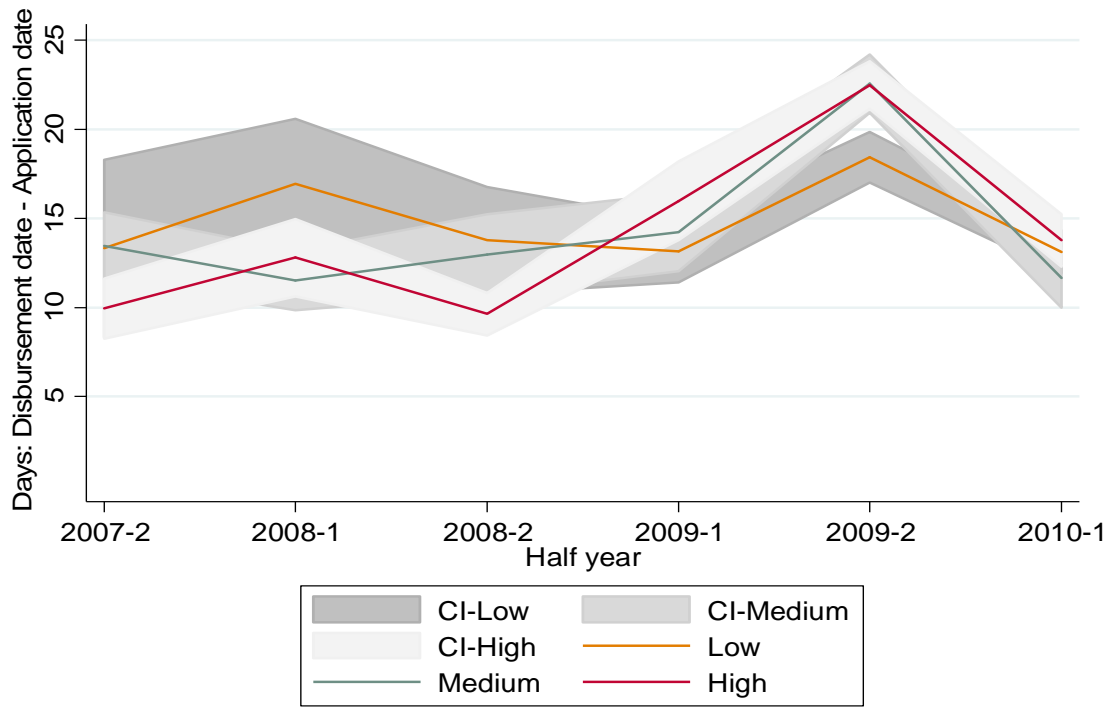 Days: Disbursement date - Application date
25
20
15
10
5
2007-2 2008-1 2008-2 2009-1 2009-2 2010-1
Half year
CI-Low CI-Medium
CI-High Low
Medium High